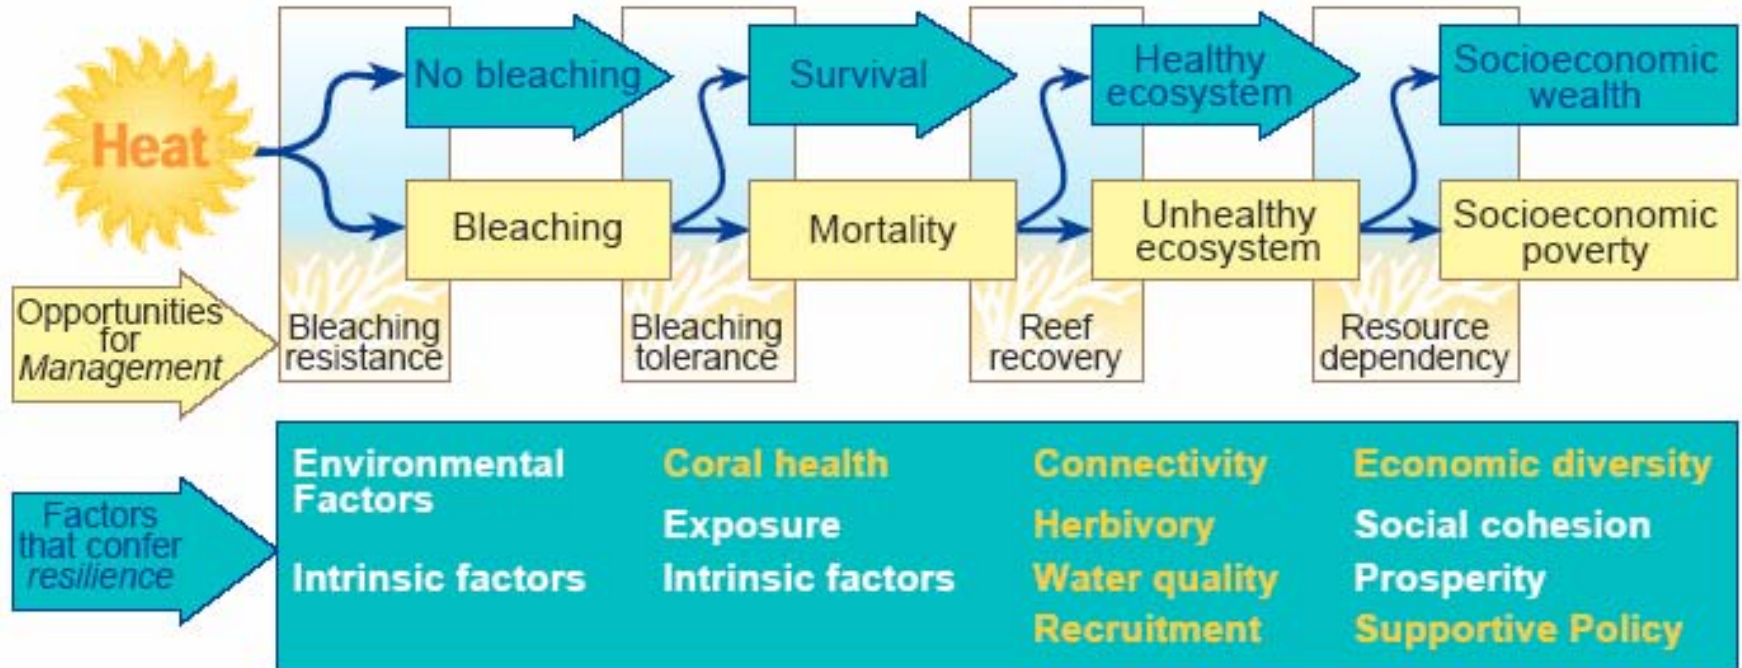 Heat
No bleaching
Survival
Healthy
ecosystem
Socioeconomic
wealth
Bleaching
Mortality
Unhealthy
ecosystem
Socioeconomic
poverty
Opportunities
for
Management
Bleaching
resistance
Bleaching
tolerance
Reef
recovery
Resource
dependency
Factors
that confer
resilience
Environmental
Factors
Intrinsic factors
Coral health
Exposure
Intrinsic factors
Connectivity
Herbivory
Water quality
Recruitment
Economic diversity
Social cohesion
Prosperity
Supportive Policy